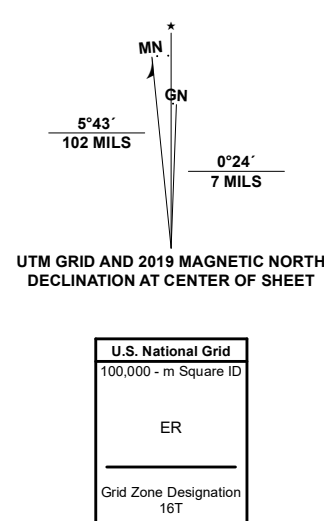 ★
MN
GN
5°43´
102 MILS
0°24´
7 MILS
UTM GRID AND 2019 MAGNETIC NORTH
DECLINATION AT CENTER OF SHEET
U.S. National Grid
100,000 - m Square ID
ER
Grid Zone Designation
16T